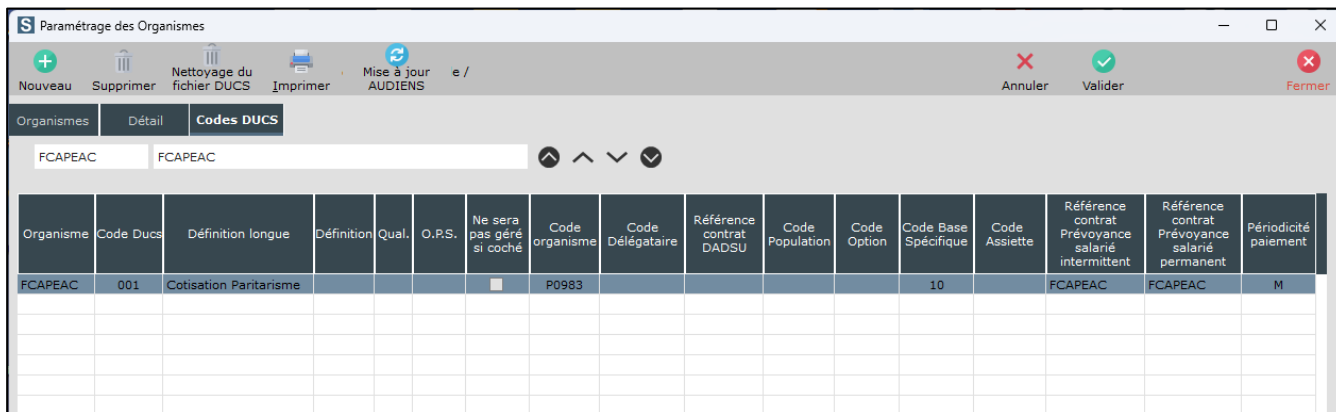 S Paramétrage des Organismes
Nouveau Supprimer Nettoyage du fichier DUCS Imprimer Mise à jour AUDIENS e / Annuler Valider Fermer
Organismes Détail Codes DUCS
FCAPEAC FCAPEAC
Organisme Code Ducs Définition longue Définition Qual. O.P.S. Ne sera pas géré si coché Code organisme Code Délégataire Référence contrat DADSU Code Population Code Option Code Base Spécifique Code Assiette Référence contrat Prévoyance salarié intermittent Référence contrat Prévoyance salarié permanent Périodicité paiement
FCAPEAC 001 Cotisation Paritarisme P0983 10 FCAPEAC FCAPEAC M